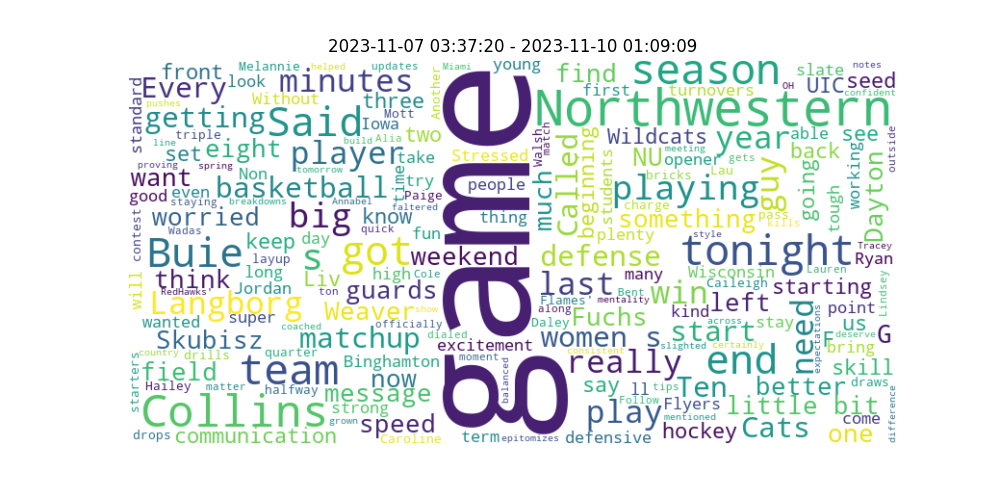 2023-11-07 03:37:20 - 2023-11-10 01:09:09
game
Northwestern
tonight
Collins
Said
season
Buie
team
end
got
big
player
playing
basketball
minutes
Every
getting
front
Melannie
helped
updates
Miami
young
look
Without
pushes
standard
three
Another
Mott
Iowa
triple
line
build
Alia
two
set
eight
take
Stressed
proving
spring
Non
tomorrow
time
try
want
good
staying
even
breakdowns
Annabel
Paige
faltered
people
worried
know
quick
thing
contest
Wadas
layup
keep
day
fun
s
weekend
think
long
Jordan
Liv
high
Cole
guards
will
RedHawks'
ton
Langborg
Weaver
show
wanted
super
officially
coached
dialed
Skubisz
matchup
excitement
country
drills
quarter
Binghamton
moment
field
now
balanced
starters
Hailey
matter
halfway
message
strong
grown
speed
drops
communication
Caroline
term
epitomizes
defensive
find
slate
notes
UIC
seed
confident
OH
first
turnovers
Walsh
match
Called
beginning
students
Wildcats
year
able
see
outside
NU
opener
meeting
back
working
gets
Lau
bricks
much
guy
going
tough
Dayton
charge
something
pass
kills
plenty
style
Tracey
Ryan
defense
Wisconsin
Lauren
Lindsey
last
many
Caileigh
starting
Flames'
Bent
mentality
win
left
along
kind
point
Daley
Fuchs
start
across
stay
need
expectations
us
G
women
s
slighted
certainly
F
deserve
bring
consistent
really
skill
say
ll
tips
Ten
better
draws
Follow
play
Flyers
little
bit
difference
mentioned
come
hockey
Cats
one